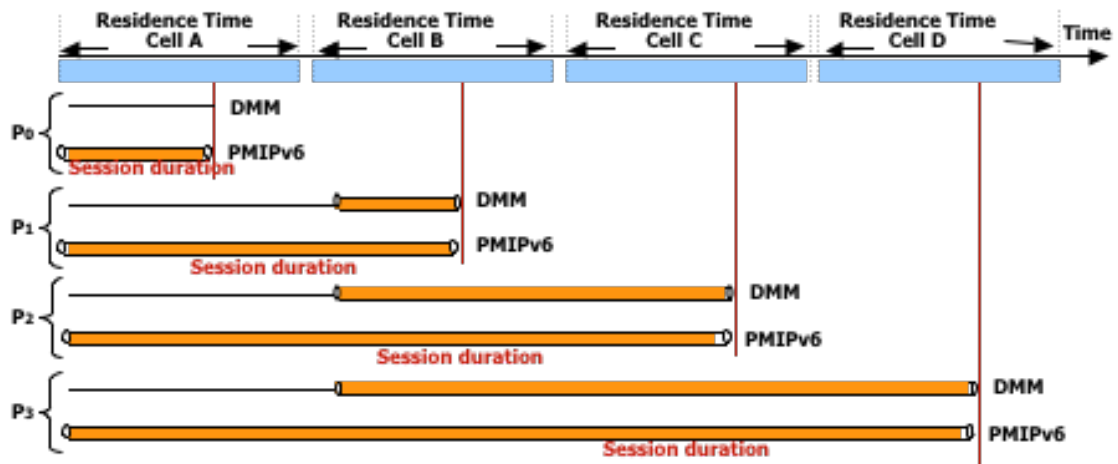 Residence Time
Cell A
Residence Time
Cell B
Residence Time
Cell C
Residence Time
Cell D
Time
P0
DMM
PMIPv6
Session duration
P1
DMM
PMIPv6
Session duration
P2
DMM
PMIPv6
Session duration
P3
DMM
PMIPv6
Session duration